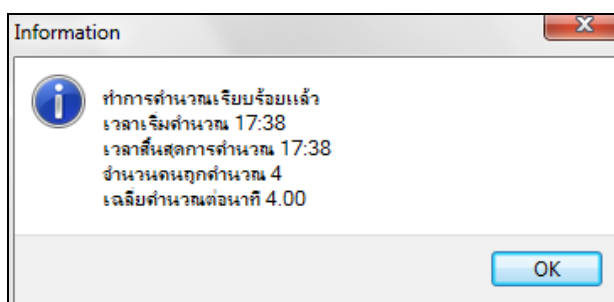 Information
ทำการคำนวณเรียบร้อยแล้ว
เวลาเริ่มคำนวณ 17:38
เวลาสิ้นสุดการคำนวณ 17:38
จำนวนคนถูกคำนวณ 4
เฉลี่ยคำนวณต่อนาที 4.00
OK